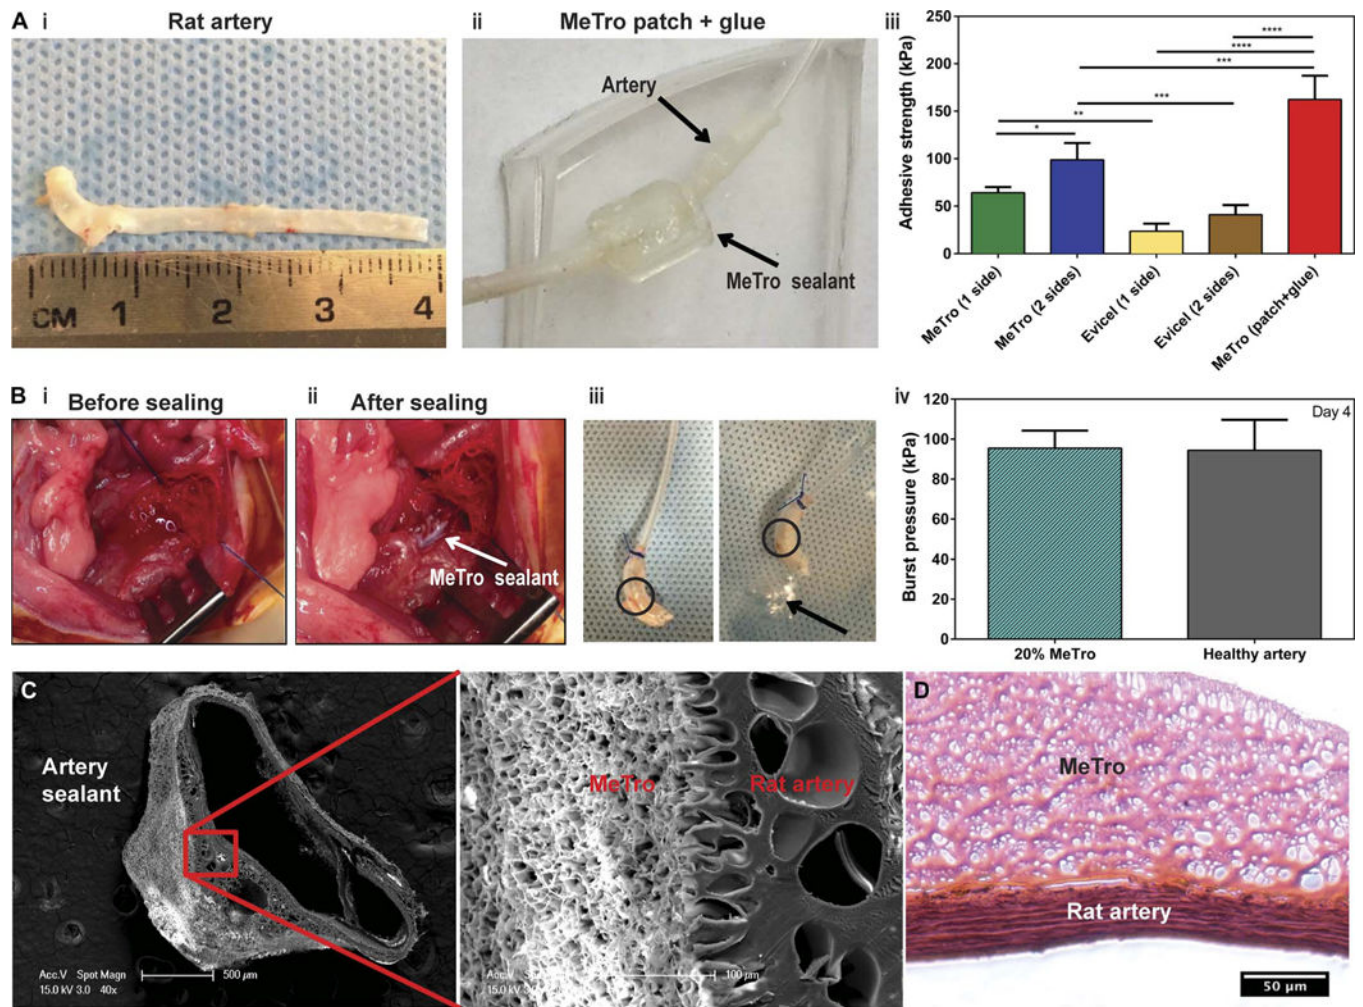 A i Rat artery
ii MeTro patch + glue
Artery
MeTro sealant
CM 1 2 3 4
iii
Adhesive strength (kPa)
250
200
150
100
50
0
****
****
***
***
**
*
MeTro (1 side)
MeTro (2 sides)
Evicel (1 side)
Evicel (2 sides)
MeTro (patch+glue)
B i Before sealing
ii After sealing
MeTro sealant
iii
iv
Day 4
Burst pressure (kPa)
120
100
80
60
40
20
0
20% MeTro
Healthy artery
C
Artery
sealant
Acc.V Spot Magn
15.0 kV 3.0 40x
500 µm
MeTro
Rat artery
Acc.V Spot Magn
100 µm
D
MeTro
Rat artery
50 µm